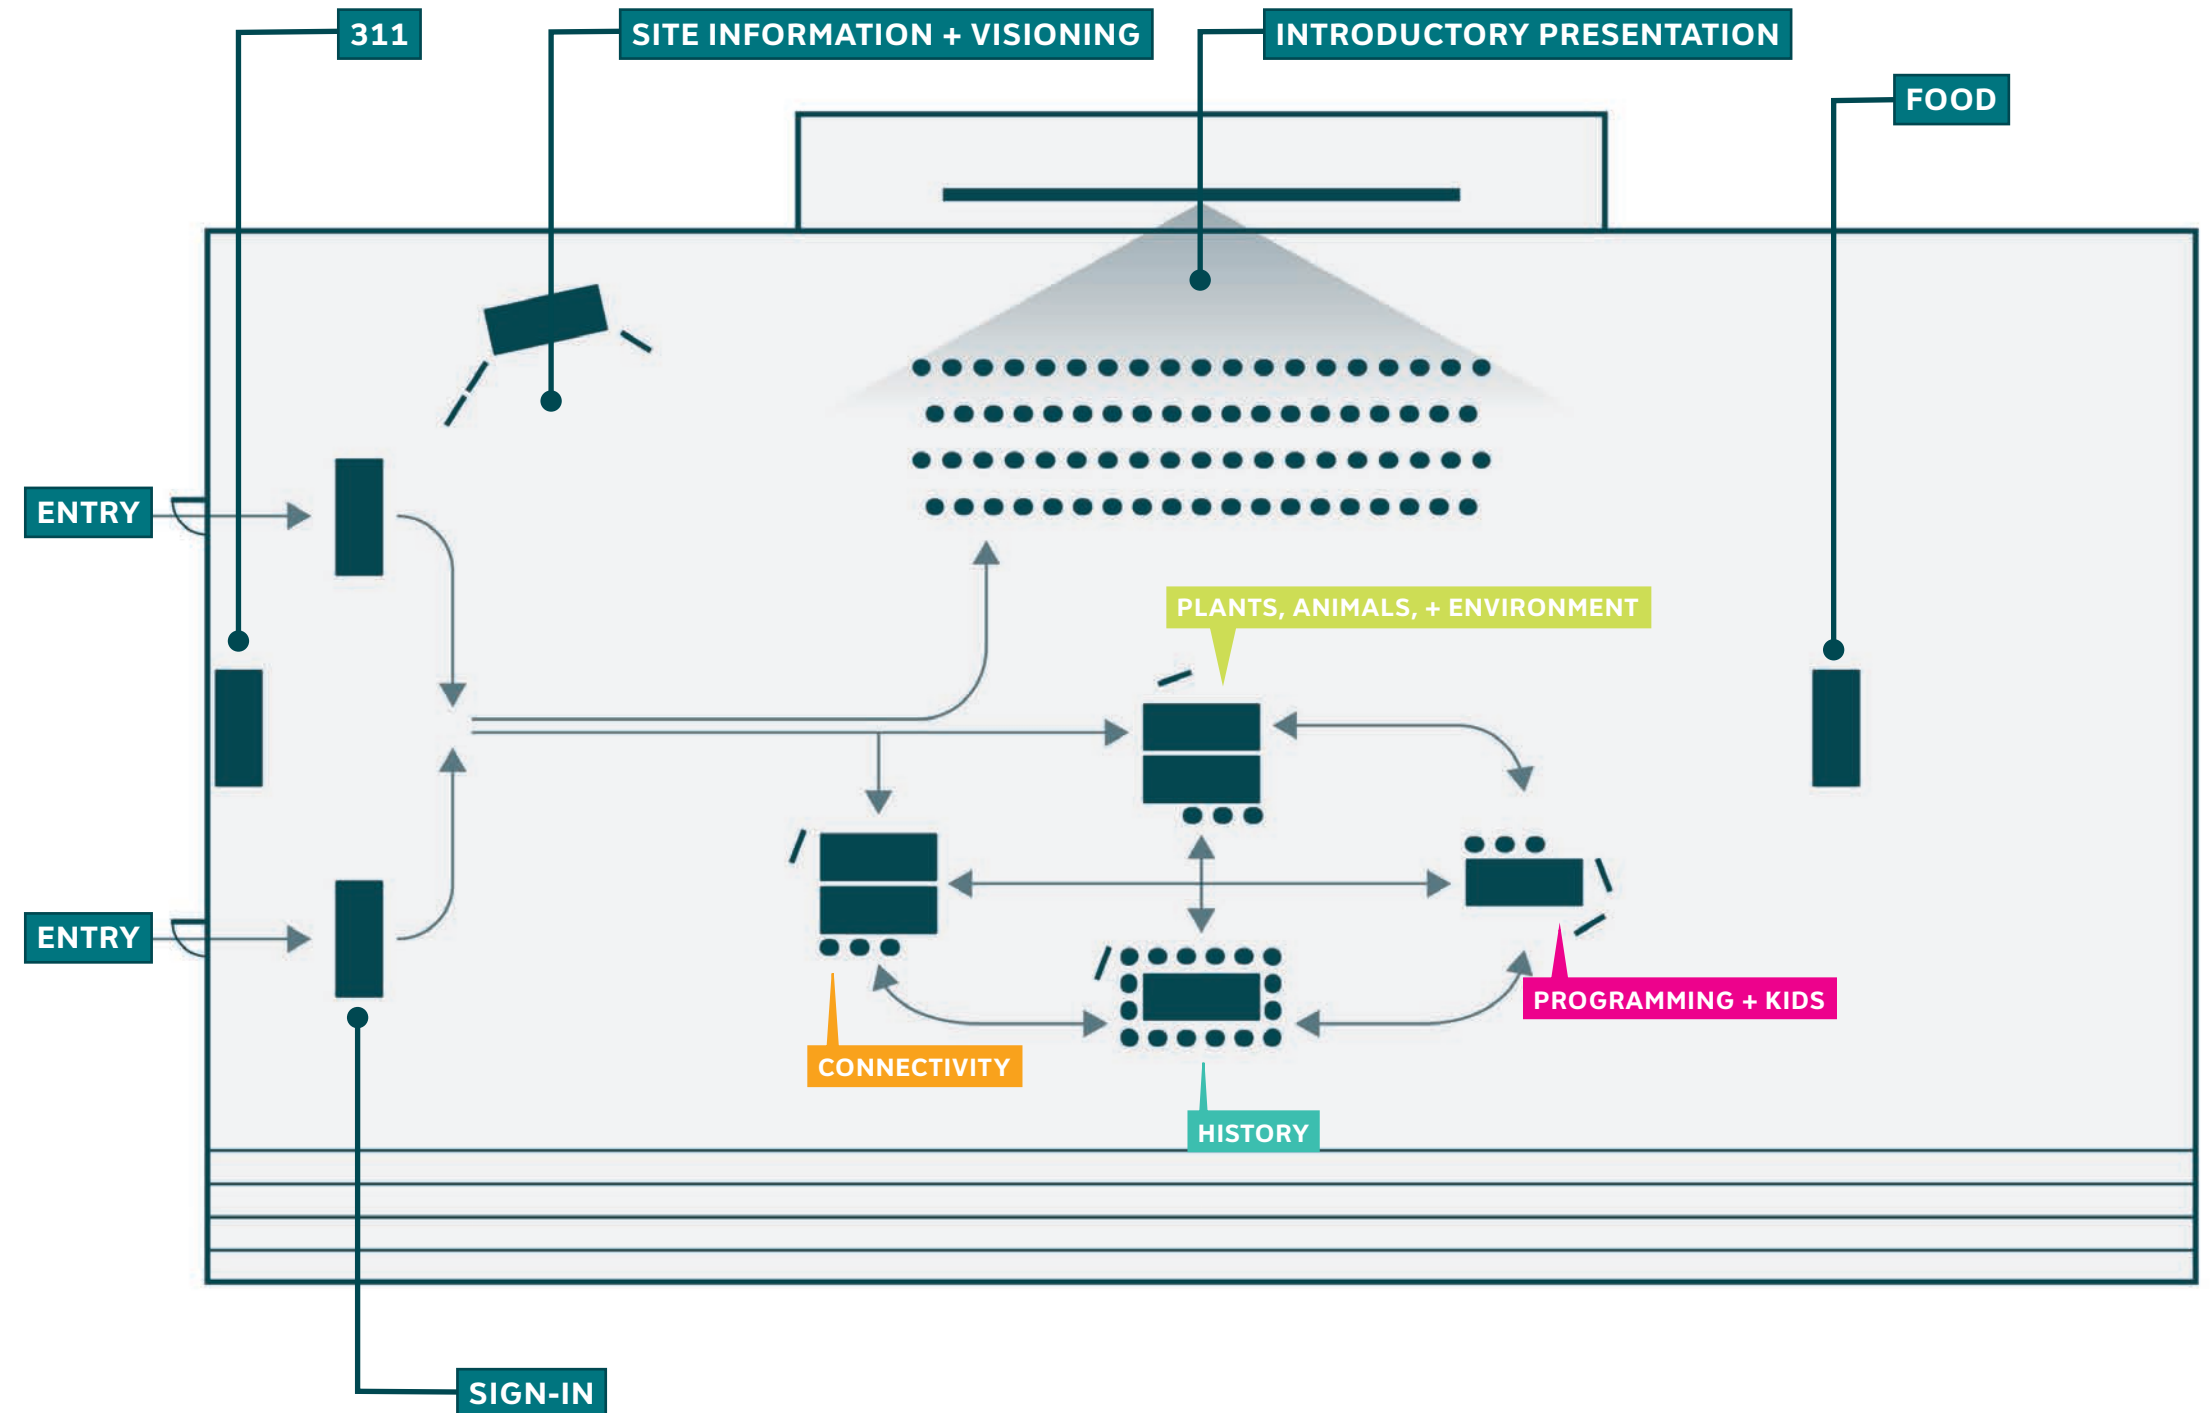 311
SITE INFORMATION + VISIONING
INTRODUCTORY PRESENTATION
FOOD
ENTRY
PLANTS, ANIMALS, + ENVIRONMENT
ENTRY
PROGRAMMING + KIDS
CONNECTIVITY
HISTORY
SIGN-IN